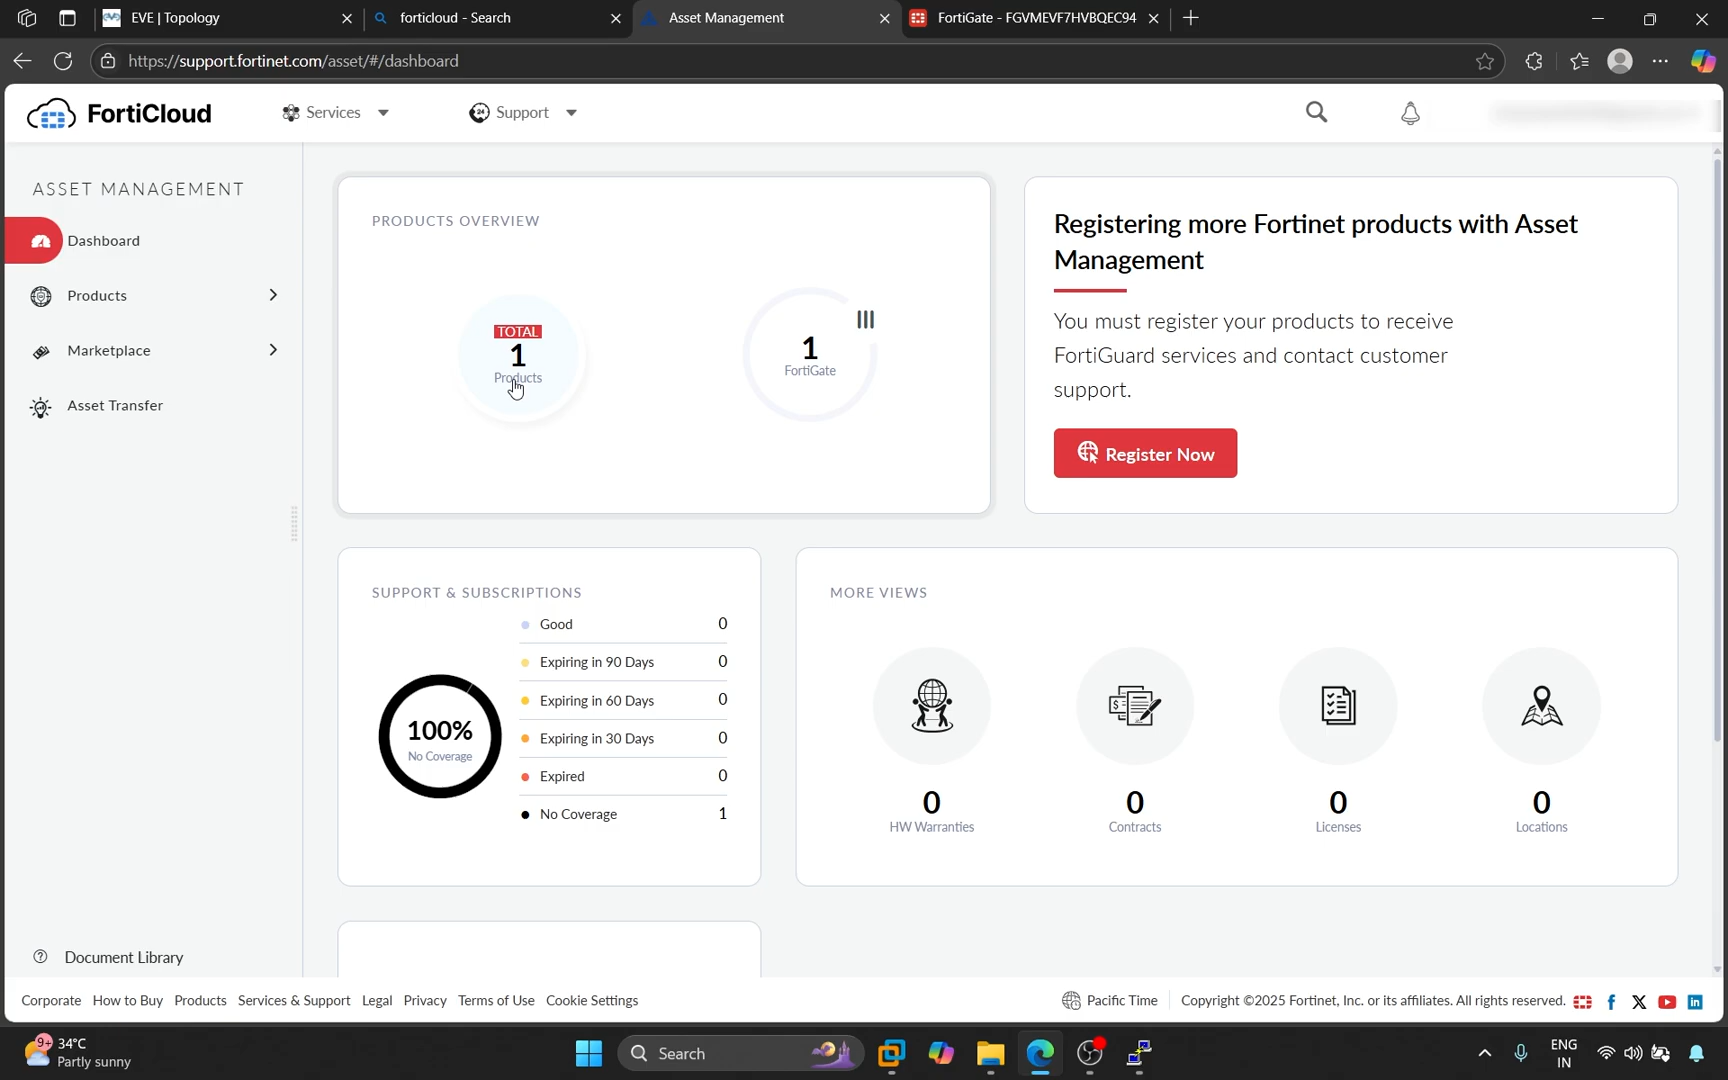 EVE | Topology
forticloud - Search
Asset Management
FortiGate - FGVMEVF7HVBQEC94
https://support.fortinet.com/asset/#/dashboard
FortiCloud
Services
Support
ASSET MANAGEMENT
Dashboard
Products
Marketplace
Asset Transfer
Document Library
PRODUCTS OVERVIEW
TOTAL
1
Products
1
FortiGate
Registering more Fortinet products with Asset
Management
You must register your products to receive
FortiGuard services and contact customer
support.
Register Now
SUPPORT & SUBSCRIPTIONS
100%
No Coverage
Good 0
Expiring in 90 Days 0
Expiring in 60 Days 0
Expiring in 30 Days 0
Expired 0
No Coverage 1
MORE VIEWS
0
HW Warranties
0
Contracts
0
Licenses
0
Locations
Corporate How to Buy Products Services & Support Legal Privacy Terms of Use Cookie Settings
Pacific Time
Copyright ©2025 Fortinet, Inc. or its affiliates. All rights reserved.
9+
34°C
Partly sunny
Search
ENG
IN